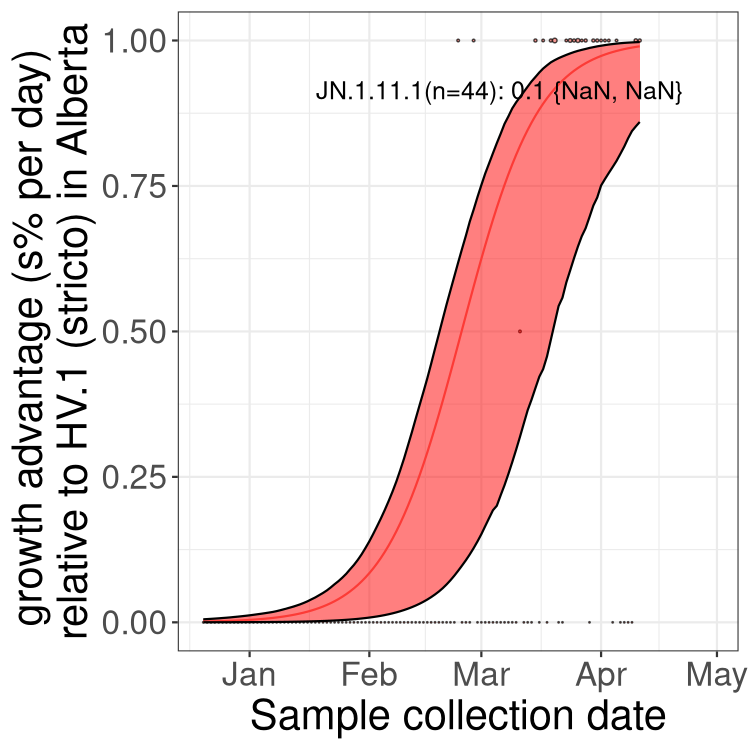 growth advantage (s% per day)
relative to HV.1 (stricto) in Alberta
1.00
0.75
0.50
0.25
0.00
JN.1.11.1(n=44): 0.1 {NaN, NaN}
Jan Feb Mar Apr May
Sample collection date